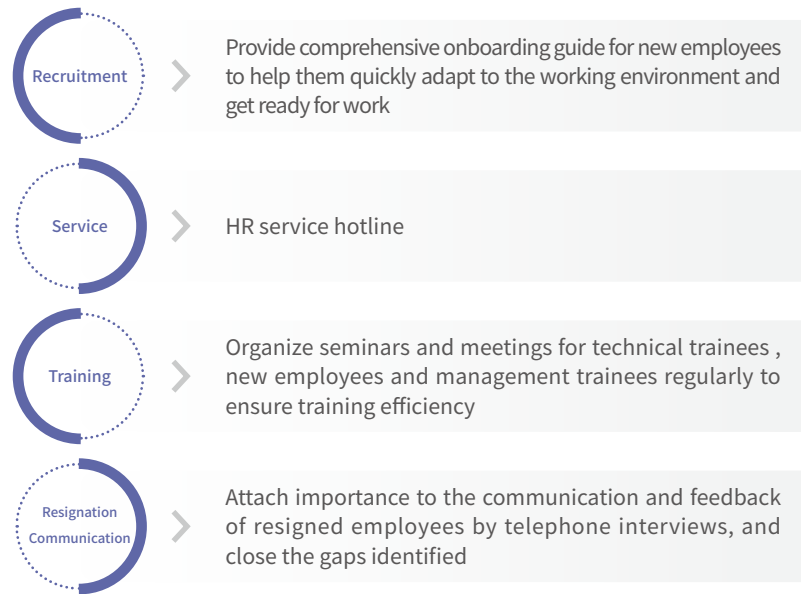 Recruitment
Provide comprehensive onboarding guide for new employees
to help them quickly adapt to the working environment and
get ready for work
Service
HR service hotline
Training
Organize seminars and meetings for technical trainees ,
new employees and management trainees regularly to
ensure training efficiency
Resignation
Communication
Attach importance to the communication and feedback
of resigned employees by telephone interviews, and
close the gaps identified